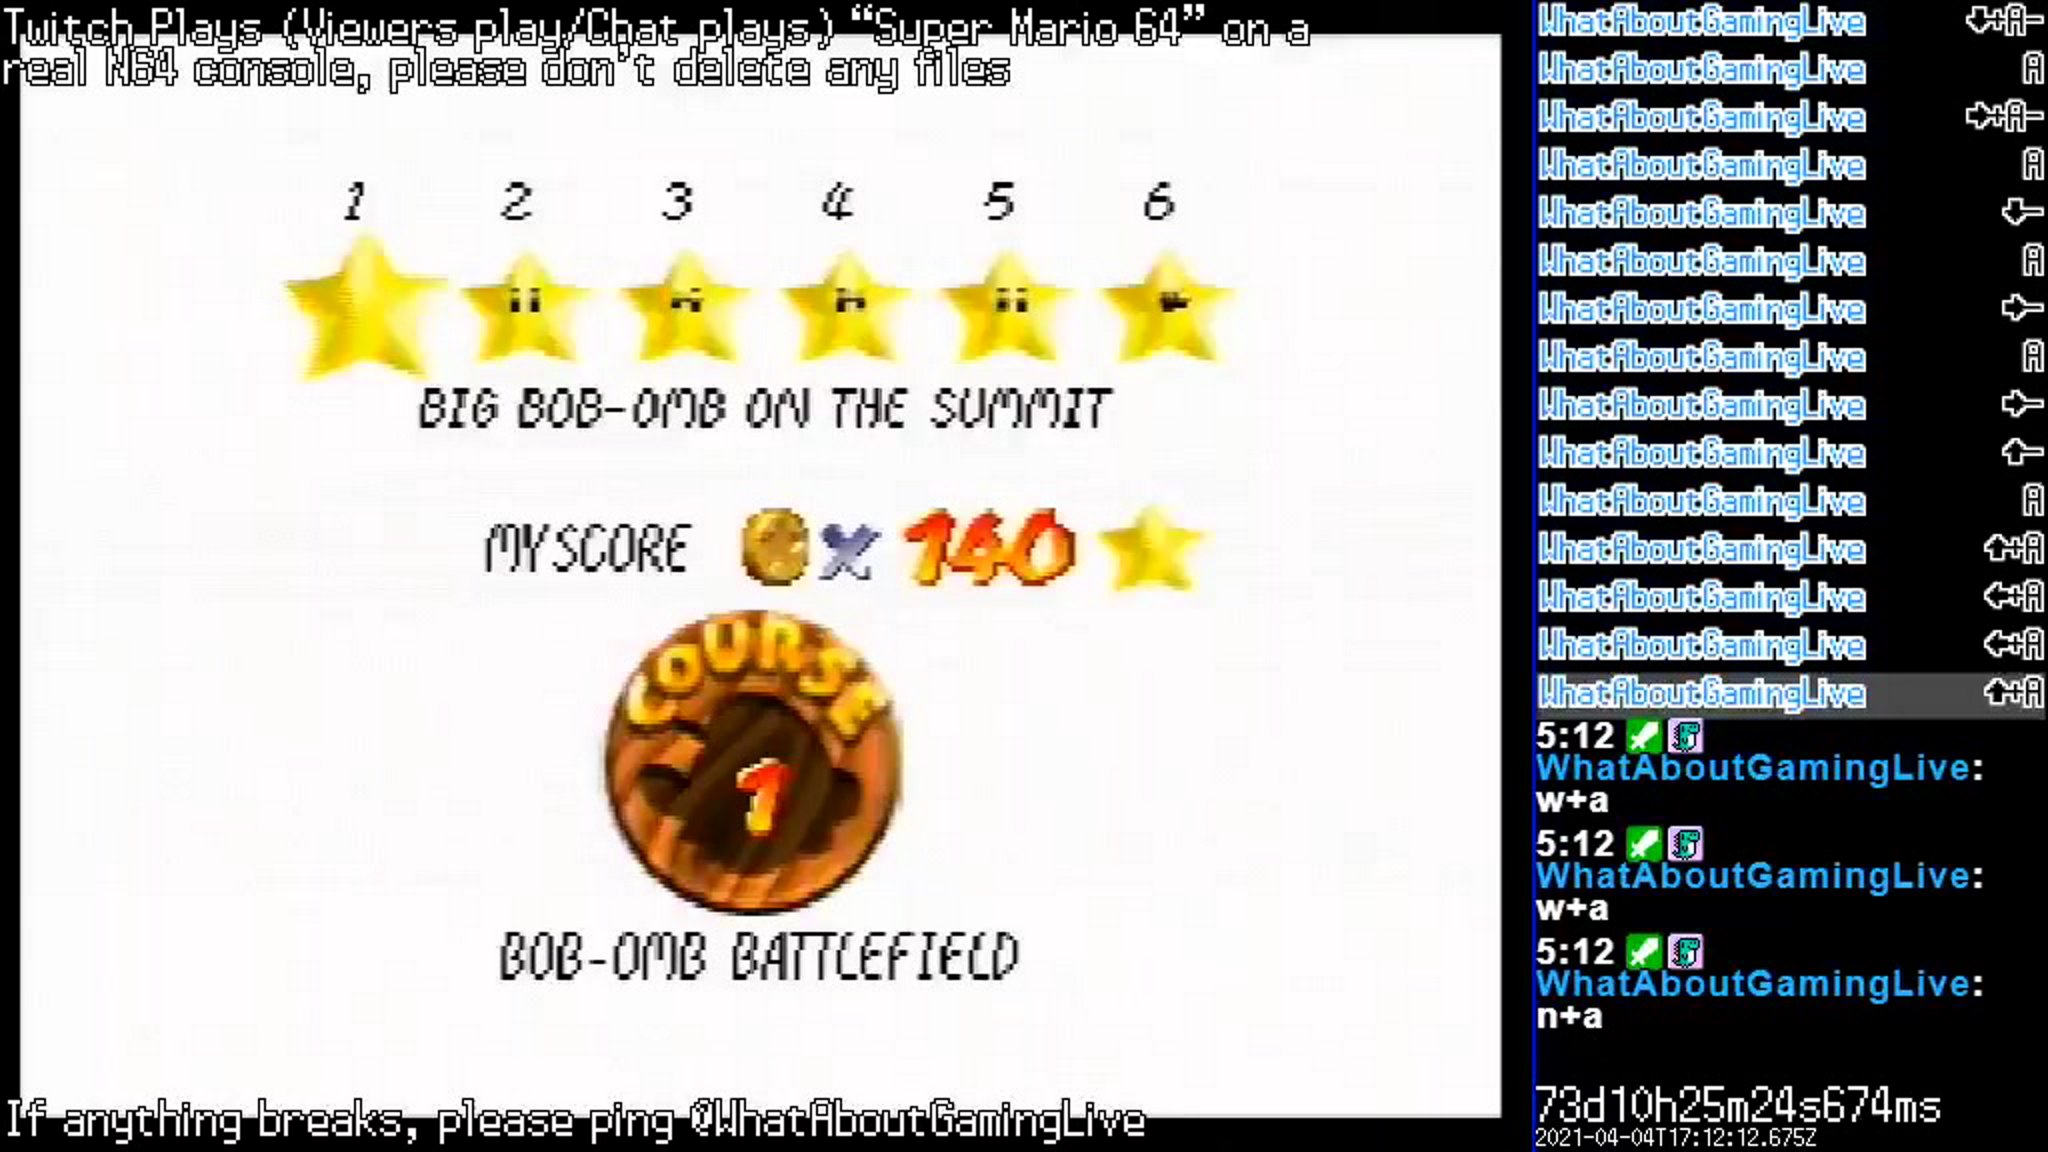 Twitch Plays (Viewers play/Chat plays) “Super Mario 64” on a
real N64 console, please don't delete any files
1 2 3 4 5 6
BIG BOB-OMB ON THE SUMMIT
MY SCORE × 140
COURSE
1
BOB-OMB BATTLEFIELD
If anything breaks, please ping @WhatAboutGamingLive
WhatAboutGamingLive ↓+A-
WhatAboutGamingLive A
WhatAboutGamingLive →+A-
WhatAboutGamingLive A
WhatAboutGamingLive ↓-
WhatAboutGamingLive A
WhatAboutGamingLive →-
WhatAboutGamingLive A
WhatAboutGamingLive →-
WhatAboutGamingLive ↑-
WhatAboutGamingLive A
WhatAboutGamingLive ↑+A
WhatAboutGamingLive ←+A
WhatAboutGamingLive ←+A
WhatAboutGamingLive ↑+A
5:12
WhatAboutGamingLive:
w+a
5:12
WhatAboutGamingLive:
w+a
5:12
WhatAboutGamingLive:
n+a
73d10h25m24s674ms
2021-04-04T17:12:12.675Z